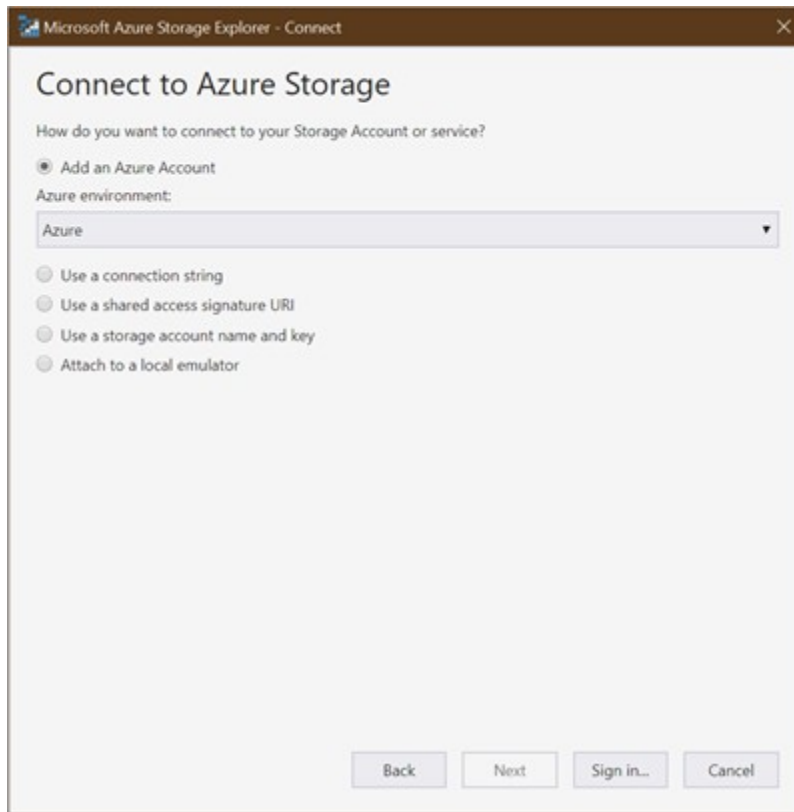 Microsoft Azure Storage Explorer - Connect
Connect to Azure Storage
How do you want to connect to your Storage Account or service?
Add an Azure Account
Azure environment:
Azure
Use a connection string
Use a shared access signature URI
Use a storage account name and key
Attach to a local emulator
Back Next Sign in... Cancel